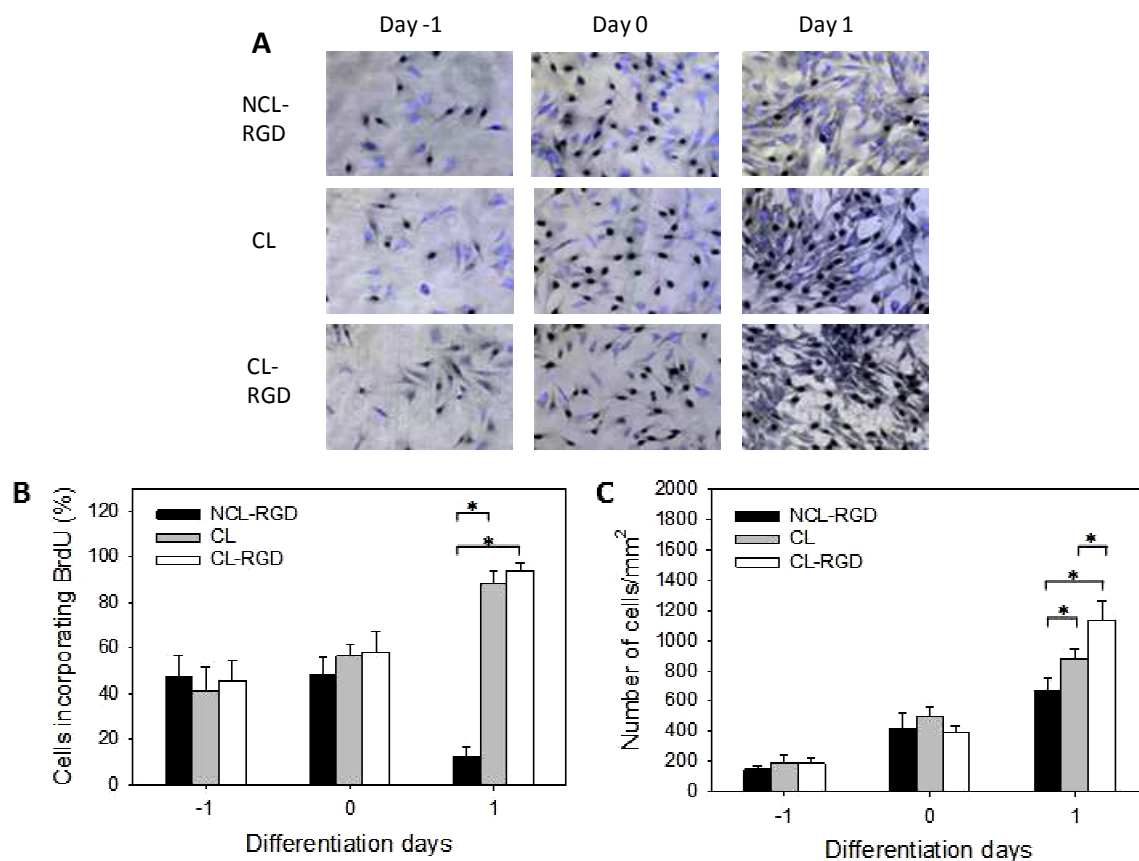 A
Day -1
Day 0
Day 1
NCL-
RGD
CL
CL-
RGD
B
Cells incorporating BrdU (%)
120
100
80
60
40
20
0
NCL-RGD
CL
CL-RGD
*
*
-1
0
1
Differentiation days
C
Number of cells/mm²
2000
1800
1600
1400
1200
1000
800
600
400
200
0
NCL-RGD
CL
CL-RGD
*
*
*
-1
0
1
Differentiation days